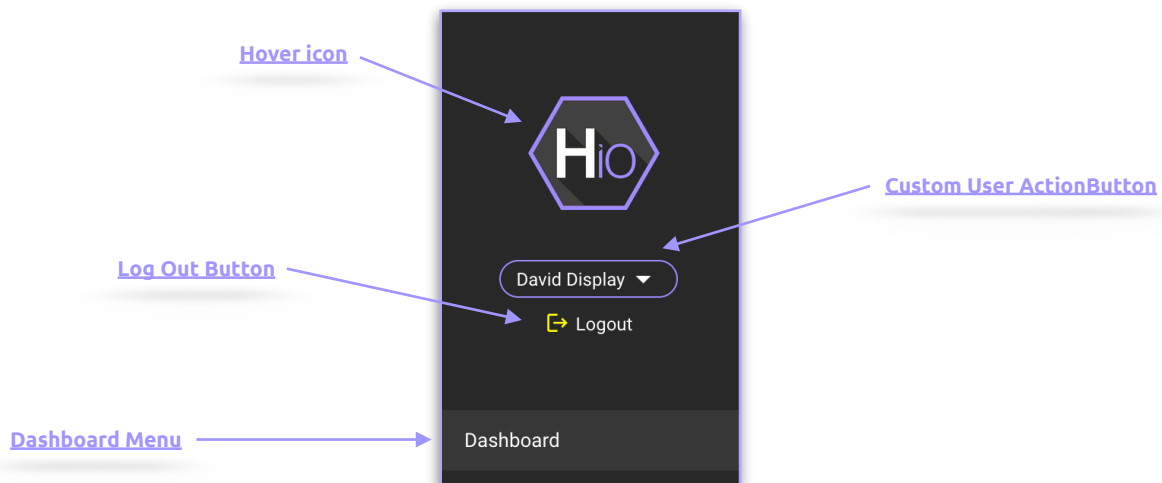 Hover icon
Hio
Custom User ActionButton
Log Out Button
David Display
Logout
Dashboard Menu
Dashboard